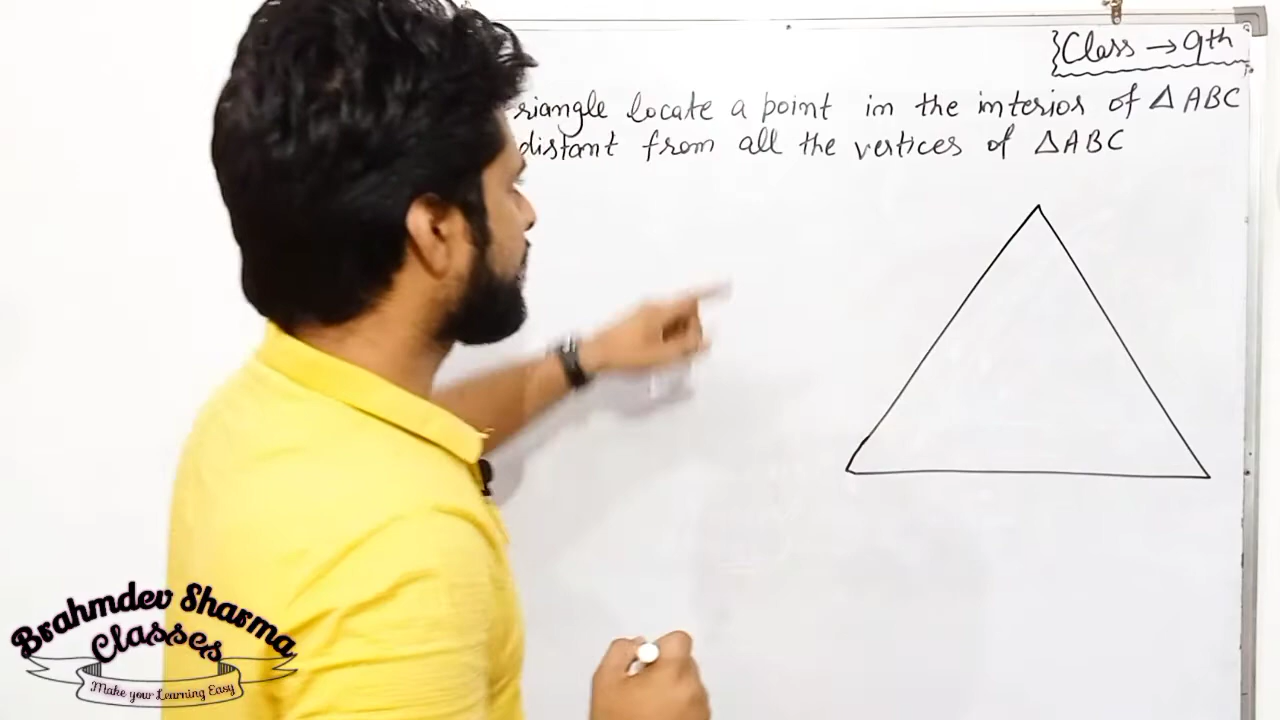 Class → 9th
riangle locate a point in the interior of △ ABC
distant from all the vertices of △ABC
Brahmdev Sharma
Classes
Make your Learning Easy